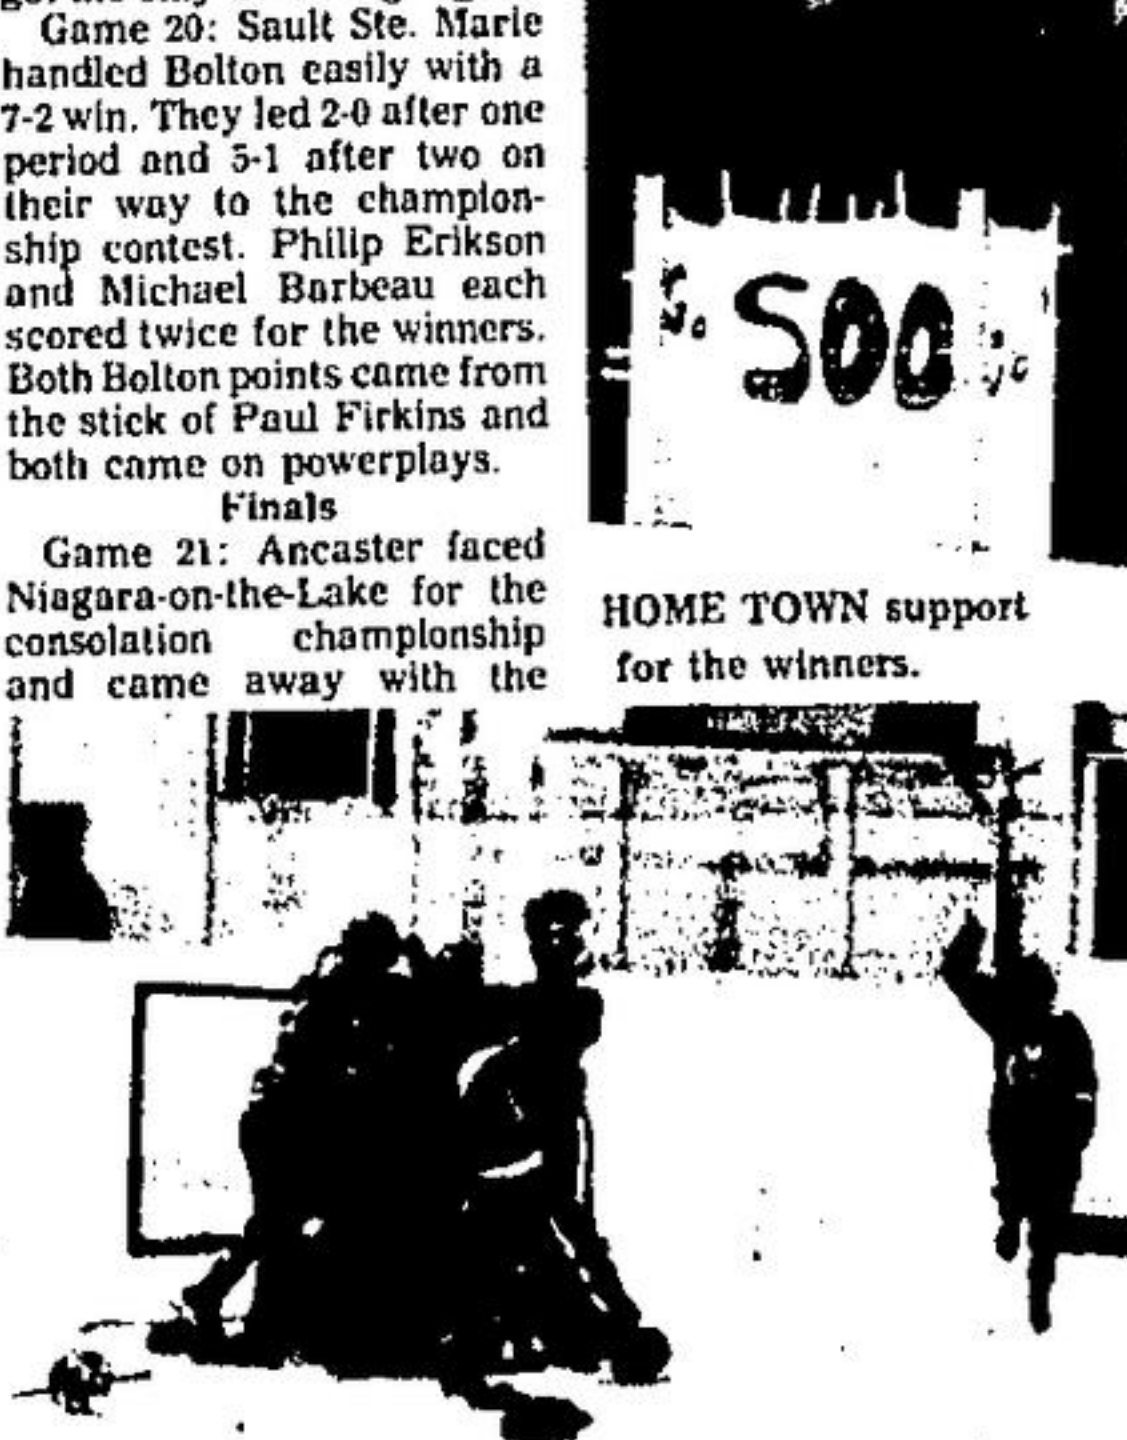 Game 20: Sault Ste. Marie
handled Bolton easily with a
7-2 win. They led 2-0 after one
period and 5-1 after two on
their way to the champion-
ship contest. Philip Erikson
and Michael Barbeau each
scored twice for the winners.
Both Bolton points came from
the stick of Paul Firkins and
both came on powerplays.
Finals
Game 21: Ancaster faced
Niagara-on-the-Lake for the
consolation championship
and came away with the
SOO
HOME TOWN support
for the winners.